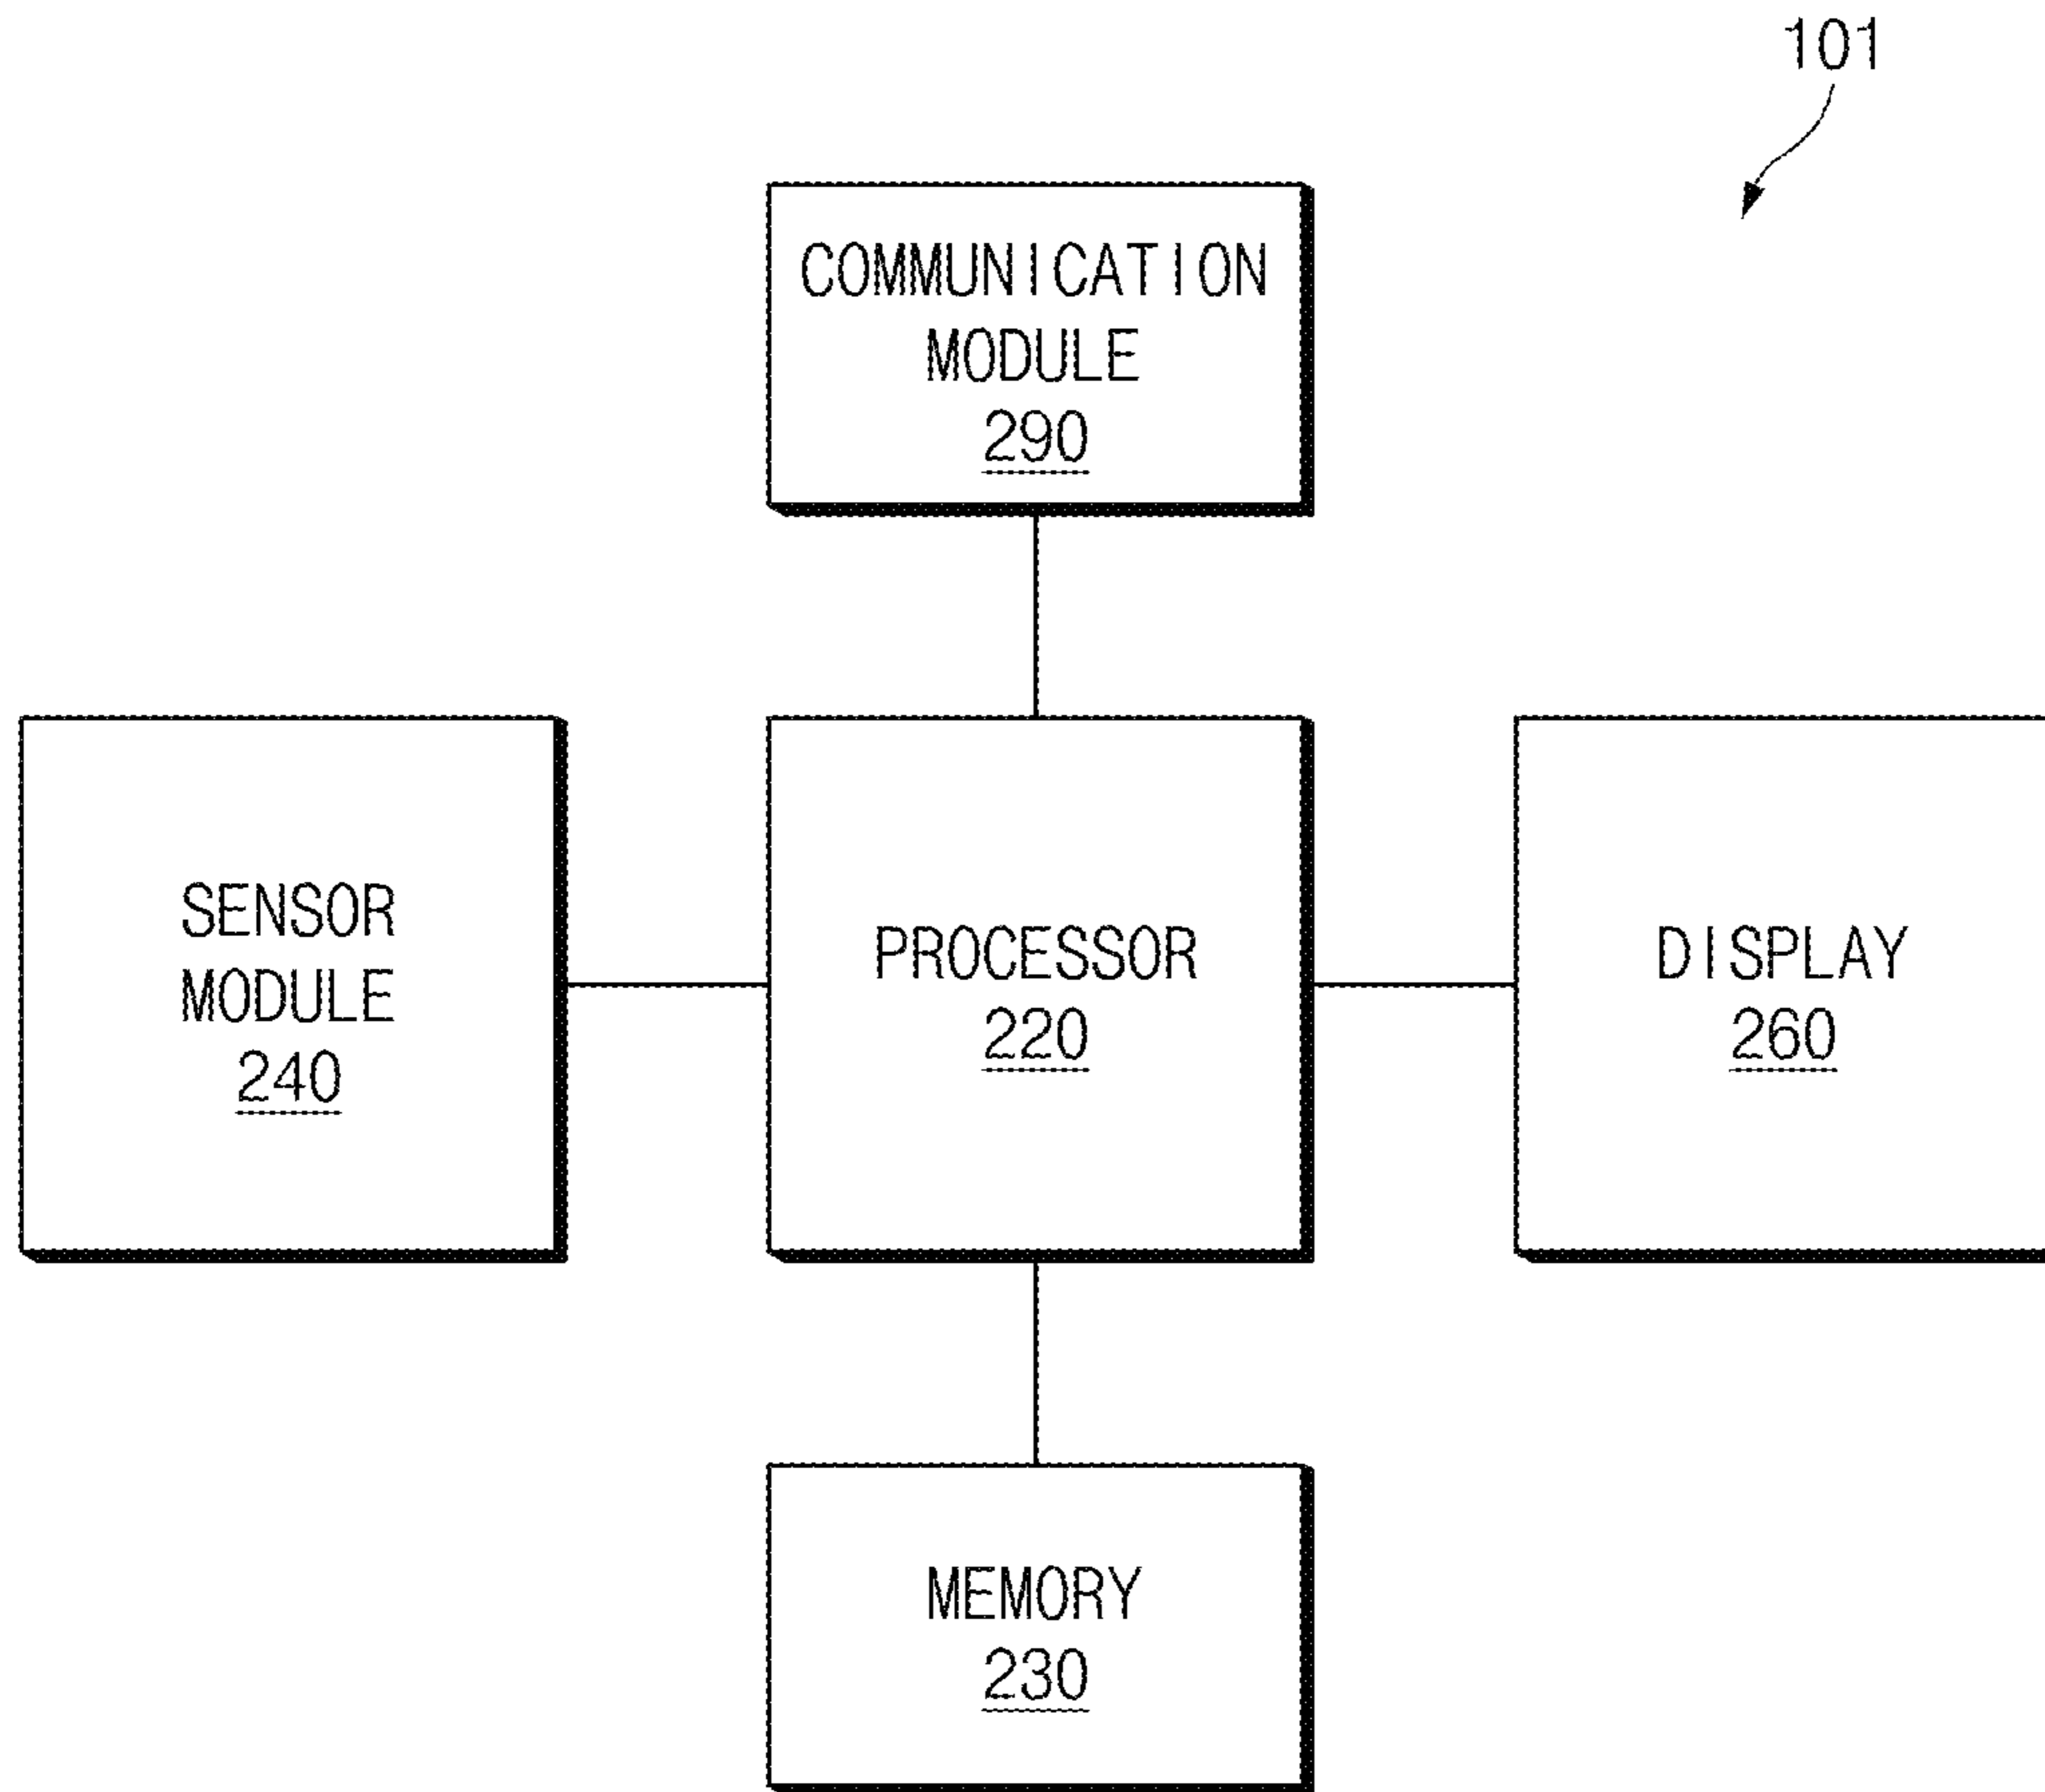 101
COMMUNICATION
MODULE
290
SENSOR
MODULE
240
PROCESSOR
220
DISPLAY
260
MEMORY
230